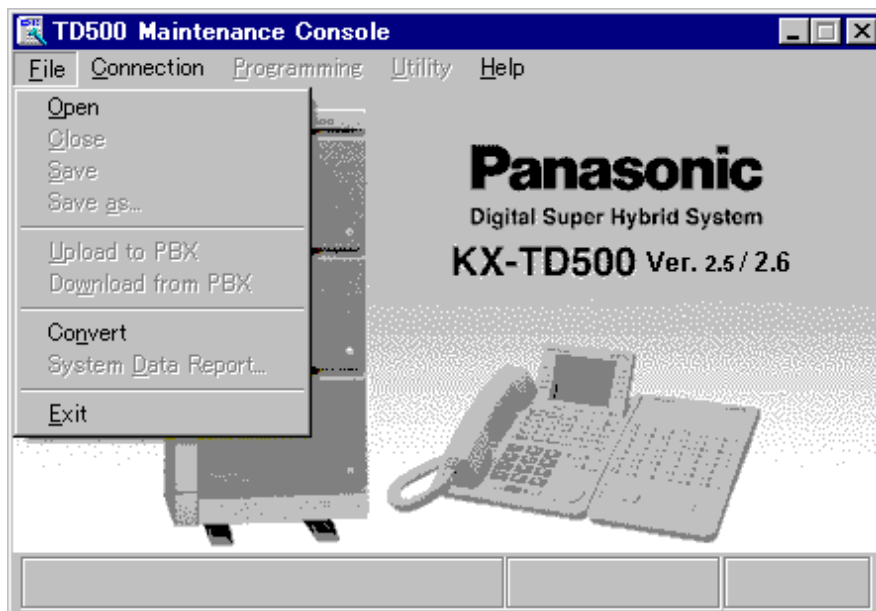 TD500 Maintenance Console
File Connection Programming Utility Help
Open
Close
Save
Save as...
Upload to PBX
Download from PBX
Convert
System Data Report...
Exit
Panasonic
Digital Super Hybrid System
KX-TD500 Ver. 2.5 / 2.6